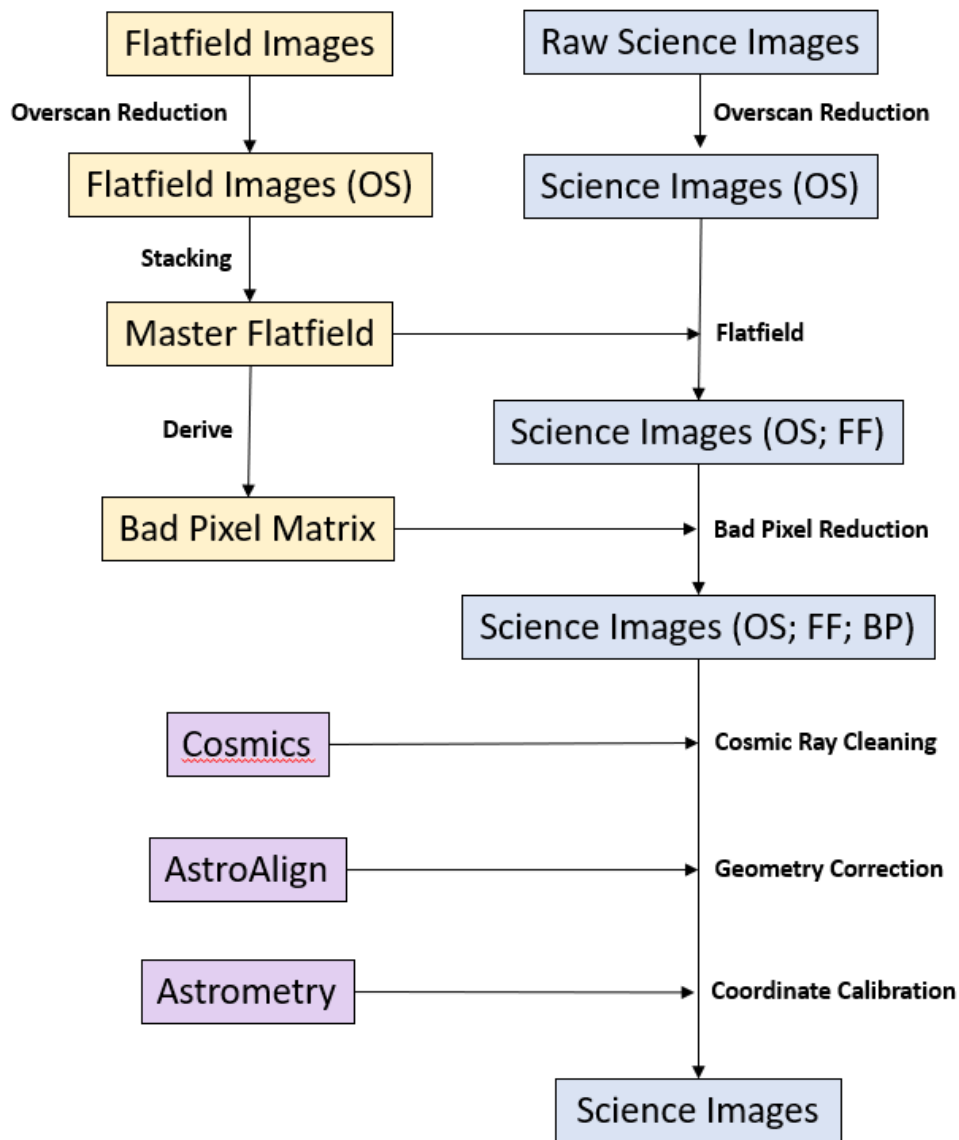 Flatfield Images
Raw Science Images
Overscan Reduction
Overscan Reduction
Flatfield Images (OS)
Science Images (OS)
Stacking
Master Flatfield
Flatfield
Derive
Science Images (OS; FF)
Bad Pixel Matrix
Bad Pixel Reduction
Science Images (OS; FF; BP)
Cosmics
Cosmic Ray Cleaning
AstroAlign
Geometry Correction
Astrometry
Coordinate Calibration
Science Images